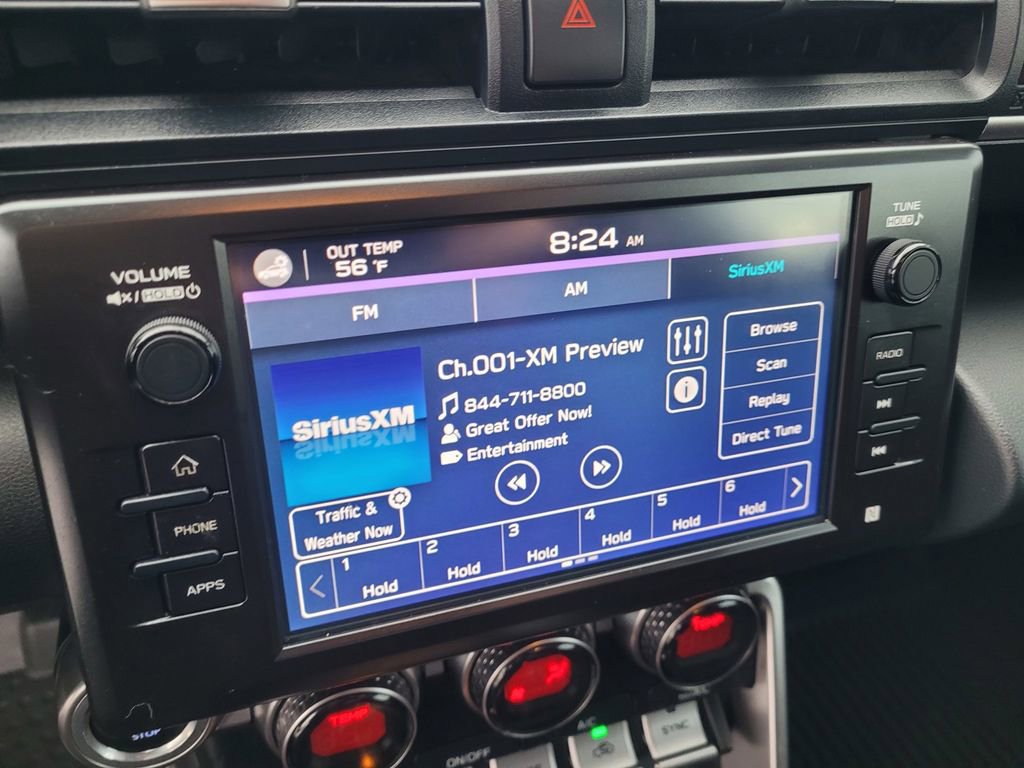 OUT TEMP
56 °F
8:24 AM
TUNE
HOLD
VOLUME
/ HOLD
FM
AM
SiriusXM
Ch.001-XM Preview
844-711-8800
Great Offer Now!
Entertainment
SiriusXM
Browse
Scan
Replay
Direct Tune
RADIO
PHONE
APPS
Traffic &
Weather Now
1 Hold
2 Hold
3 Hold
4 Hold
5 Hold
6 Hold
TEMP
STOP
ON/OFF
A/C
SYNC